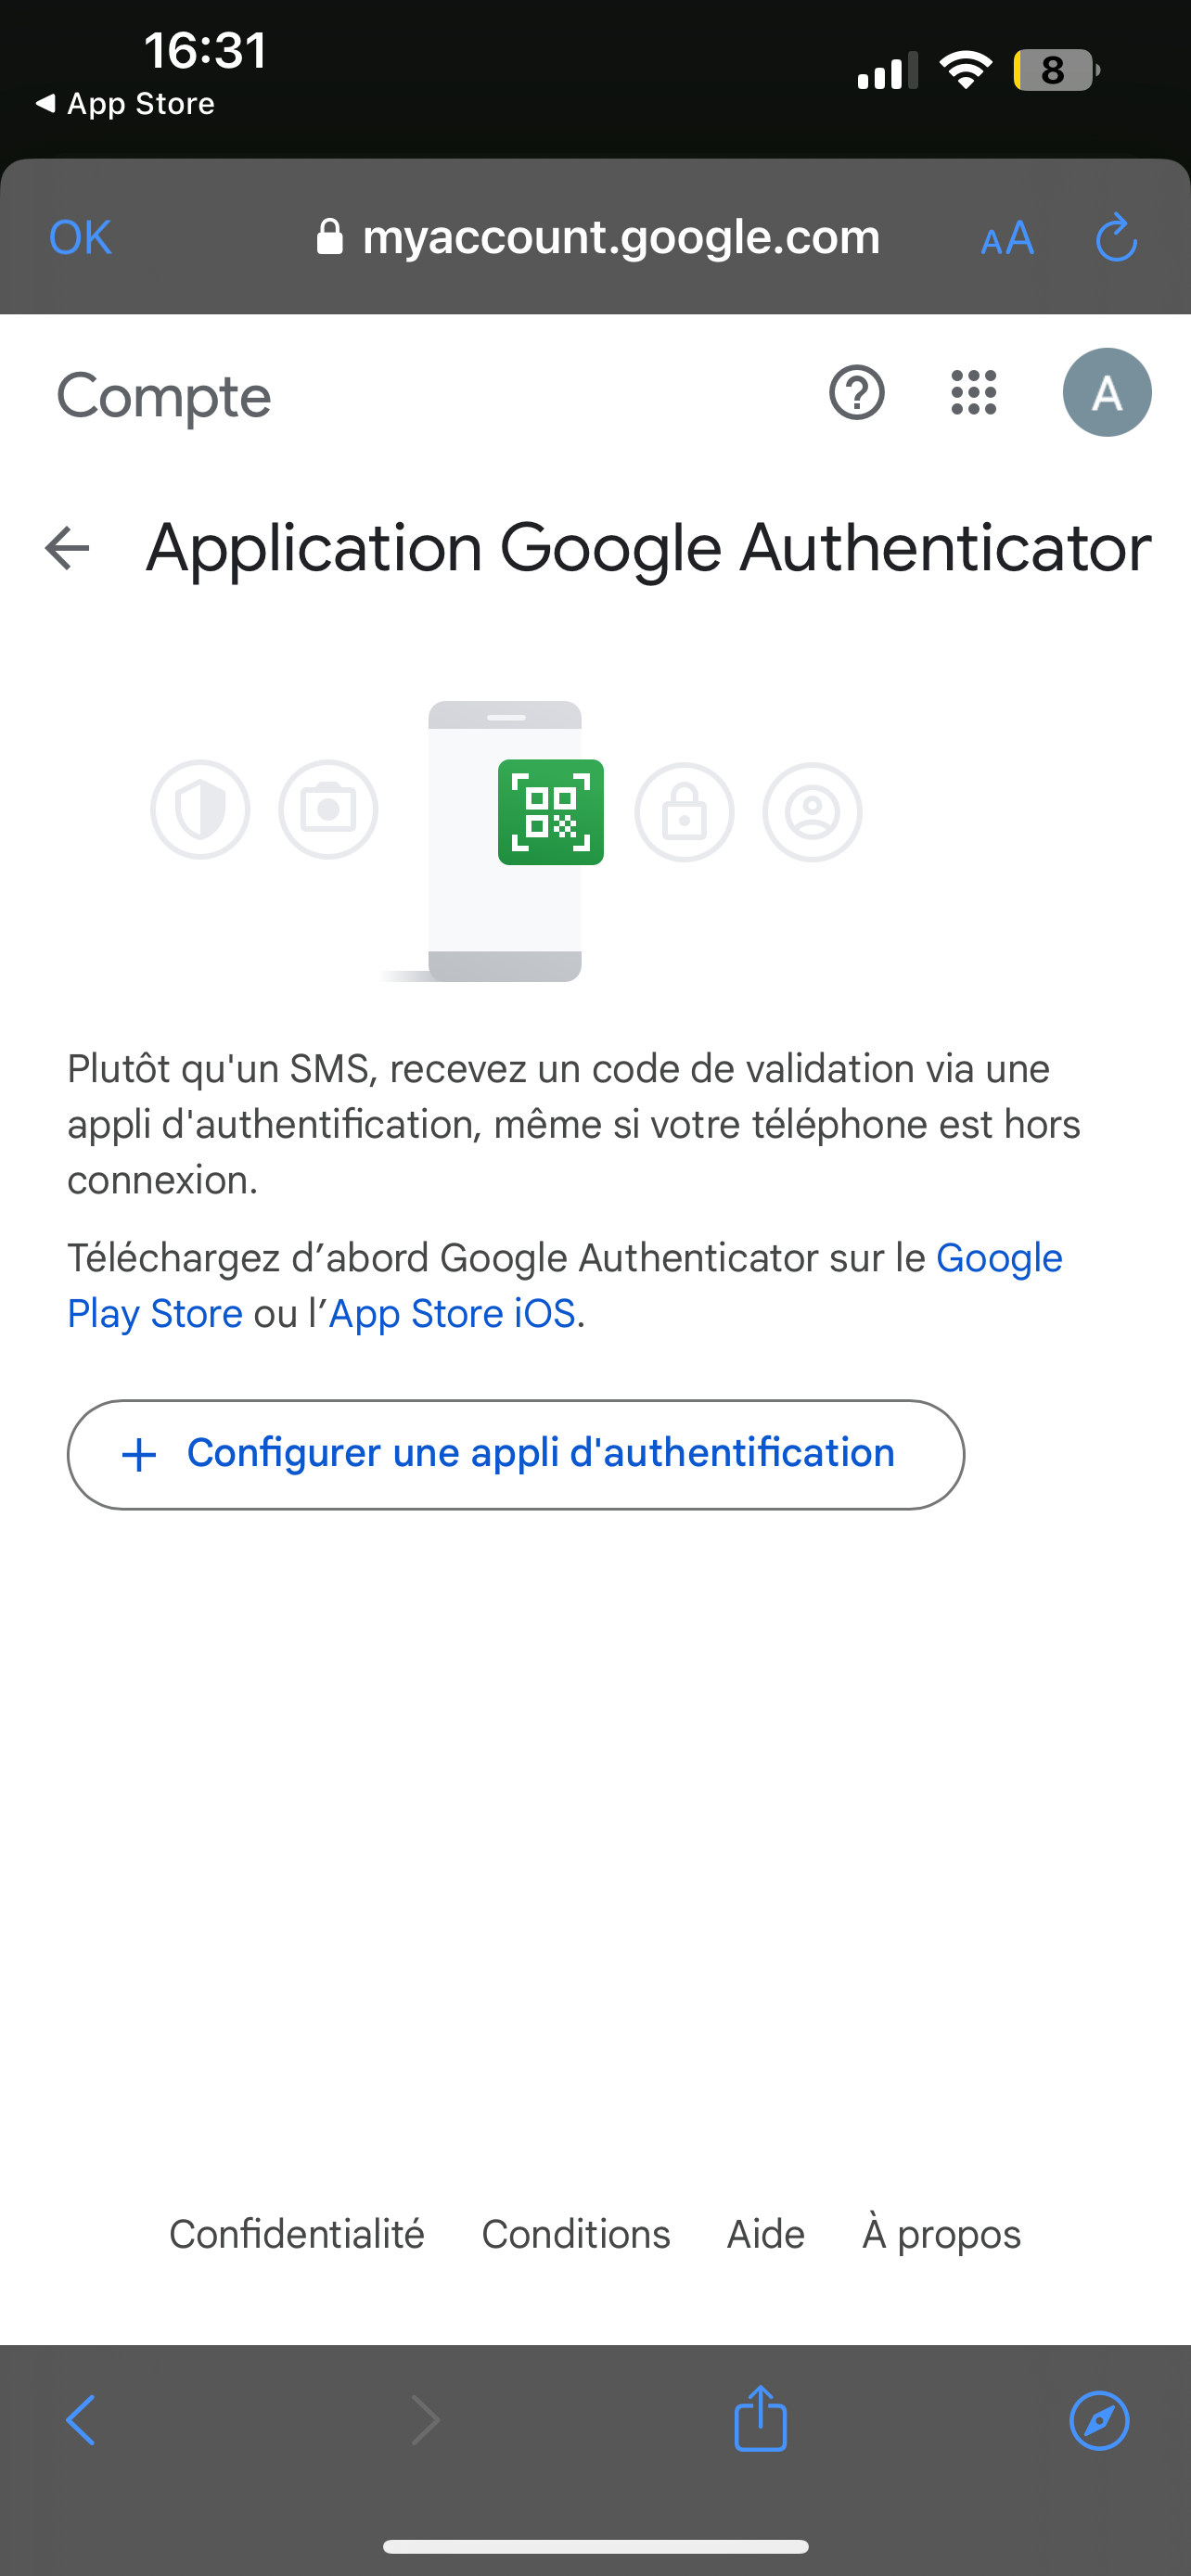 16:31
8
◀ App Store
OK
myaccount.google.com
AA
Compte
A
Application Google Authenticator
Plutôt qu'un SMS, recevez un code de validation via une
appli d'authentification, même si votre téléphone est hors
connexion.
Téléchargez d’abord Google Authenticator sur le Google
Play Store ou l’App Store iOS.
+ Configurer une appli d'authentification
Confidentialité Conditions Aide À propos